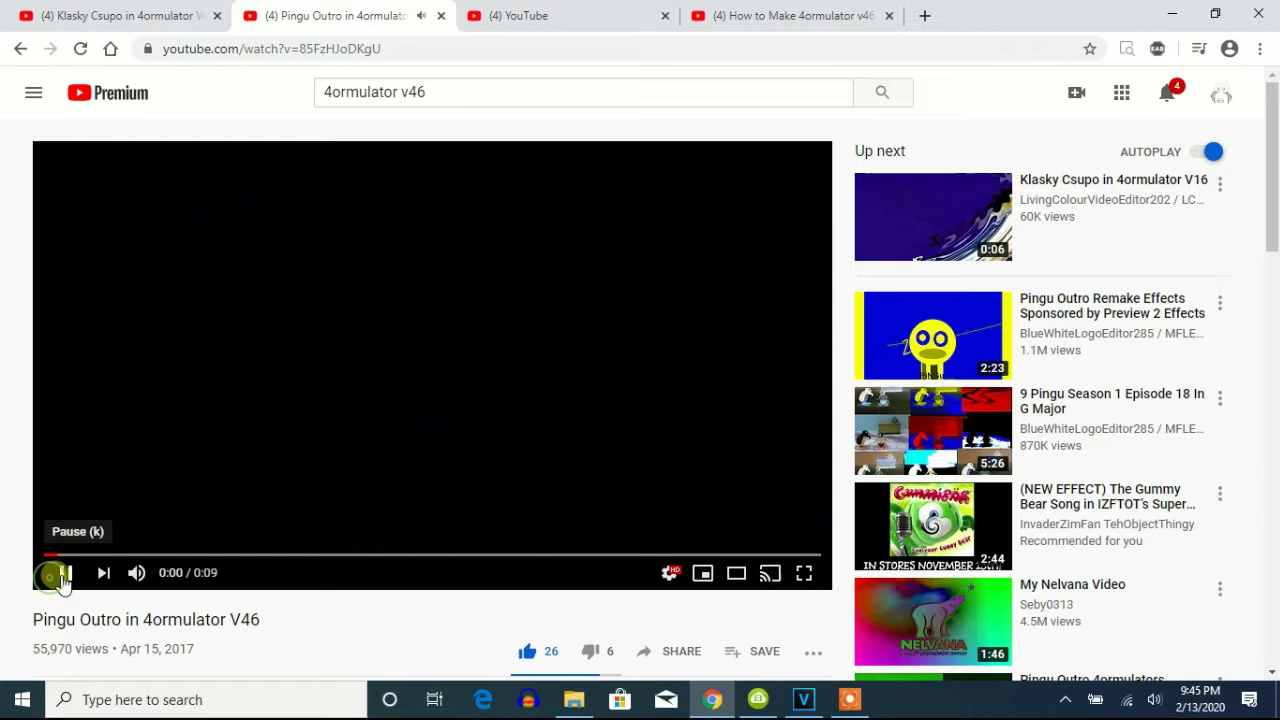 (4) Klasky Csupo in 4ormulator V
(4) Pingu Outro in 4ormulato
(4) YouTube
(4) How to Make 4ormulator v46
youtube.com/watch?v=85FzHJoDKgU
EAB
Premium
4ormulator v46
4
Up next
AUTOPLAY
Klasky Csupo in 4ormulator V16
LivingColourVideoEditor202 / LC...
60K views
0:06
Pingu Outro Remake Effects
Sponsored by Preview 2 Effects
BlueWhiteLogoEditor285 / MFLE...
1.1M views
2:23
9 Pingu Season 1 Episode 18 In
G Major
BlueWhiteLogoEditor285 / MFLE...
870K views
5:26
(NEW EFFECT) The Gummy
Bear Song in IZFTOT's Super...
InvaderZimFan TehObjectThingy
Recommended for you
Gummibär
IN STORES NOVEMBER
2:44
My Nelvana Video
Seby0313
4.5M views
NELVANA
1:46
Pingu Outro 4ormulators
Pause (k)
0:00 / 0:09
HD
Pingu Outro in 4ormulator V46
55,970 views • Apr 15, 2017
26
6
SHARE
SAVE
Type here to search
V
9:45 PM
2/13/2020